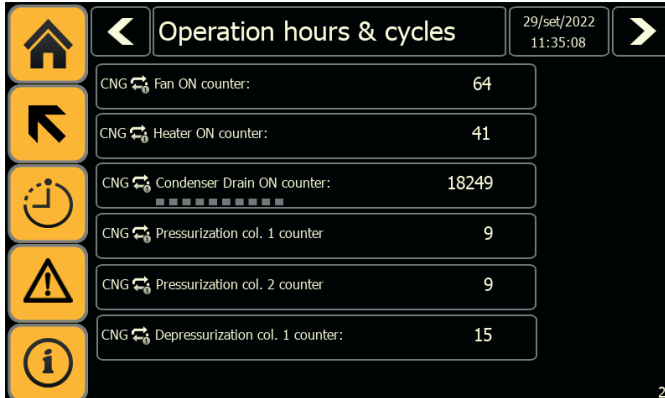 Operation hours & cycles
29/set/2022
11:35:08
CNG Fan ON counter: 64
CNG Heater ON counter: 41
CNG Condenser Drain ON counter: 18249
CNG Pressurization col. 1 counter 9
CNG Pressurization col. 2 counter 9
CNG Depressurization col. 1 counter: 15
2